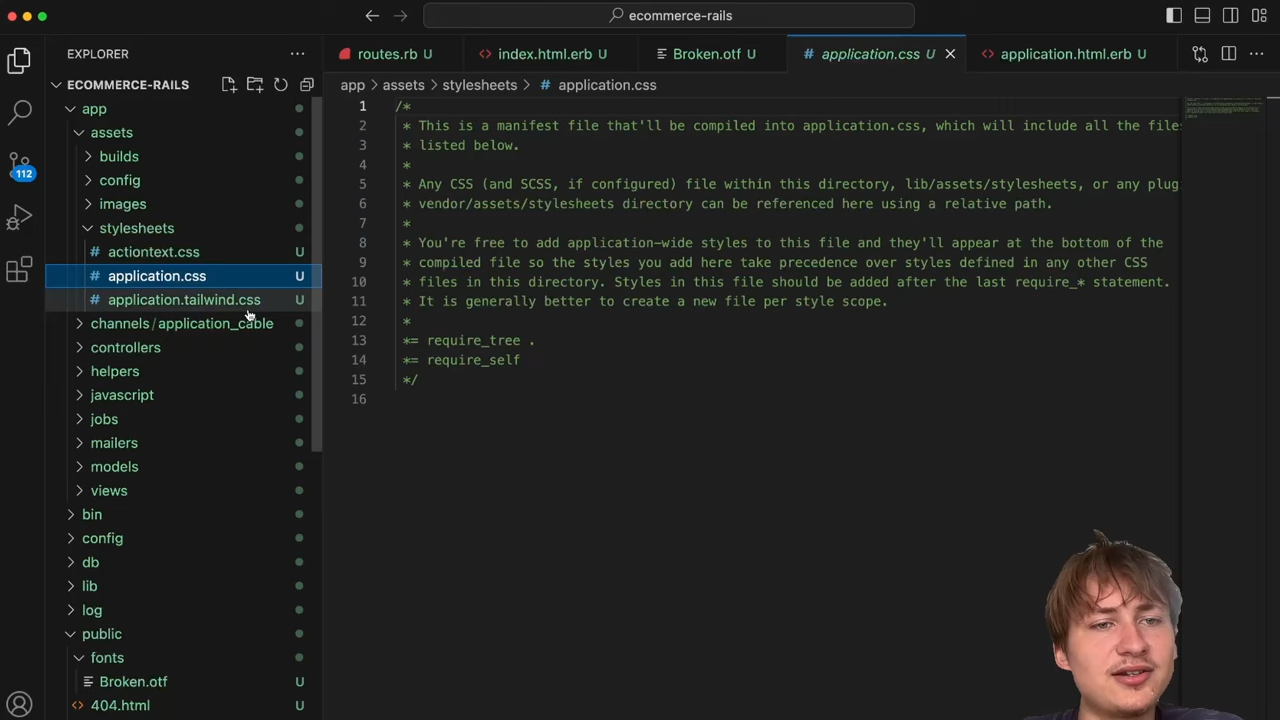 ecommerce-rails
EXPLORER
routes.rb U
index.html.erb U
Broken.otf U
application.css U
application.html.erb U
ECOMMERCE-RAILS
app > assets > stylesheets > # application.css
app
assets
builds
config
images
stylesheets
# actiontext.css U
# application.css U
# application.tailwind.css U
channels / application_cable
controllers
helpers
javascript
jobs
mailers
models
views
bin
config
db
lib
log
public
fonts
Broken.otf U
404.html U
112
1 /*
2 * This is a manifest file that'll be compiled into application.css, which will include all the files
3 * listed below.
4 *
5 * Any CSS (and SCSS, if configured) file within this directory, lib/assets/stylesheets, or any plug
6 * vendor/assets/stylesheets directory can be referenced here using a relative path.
7 *
8 * You're free to add application-wide styles to this file and they'll appear at the bottom of the
9 * compiled file so the styles you add here take precedence over styles defined in any other CSS
10 * files in this directory. Styles in this file should be added after the last require_* statement.
11 * It is generally better to create a new file per style scope.
12 *
13 *= require_tree .
14 *= require_self
15 */
16